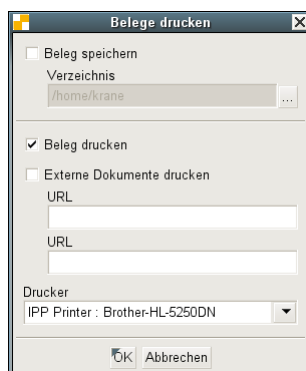 Belege drucken
Beleg speichern
Verzeichnis
/home/krane
...
Beleg drucken
Externe Dokumente drucken
URL
URL
Drucker
IPP Printer : Brother-HL-5250DN
OK Abbrechen